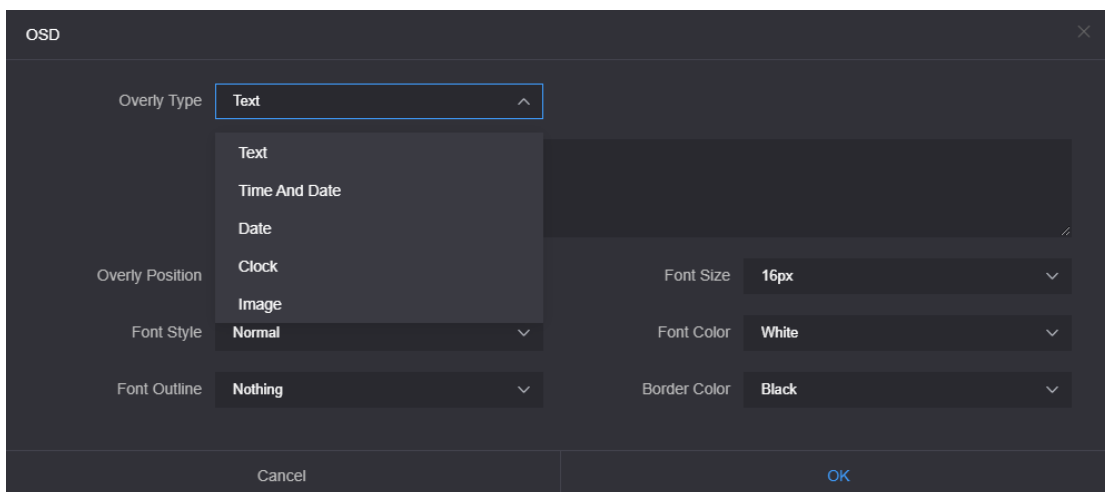 OSD
Overly Type Text
Text
Time And Date
Date
Clock
Image
Overly Position Font Size 16px
Font Style Normal Font Color White
Font Outline Nothing Border Color Black
Cancel OK